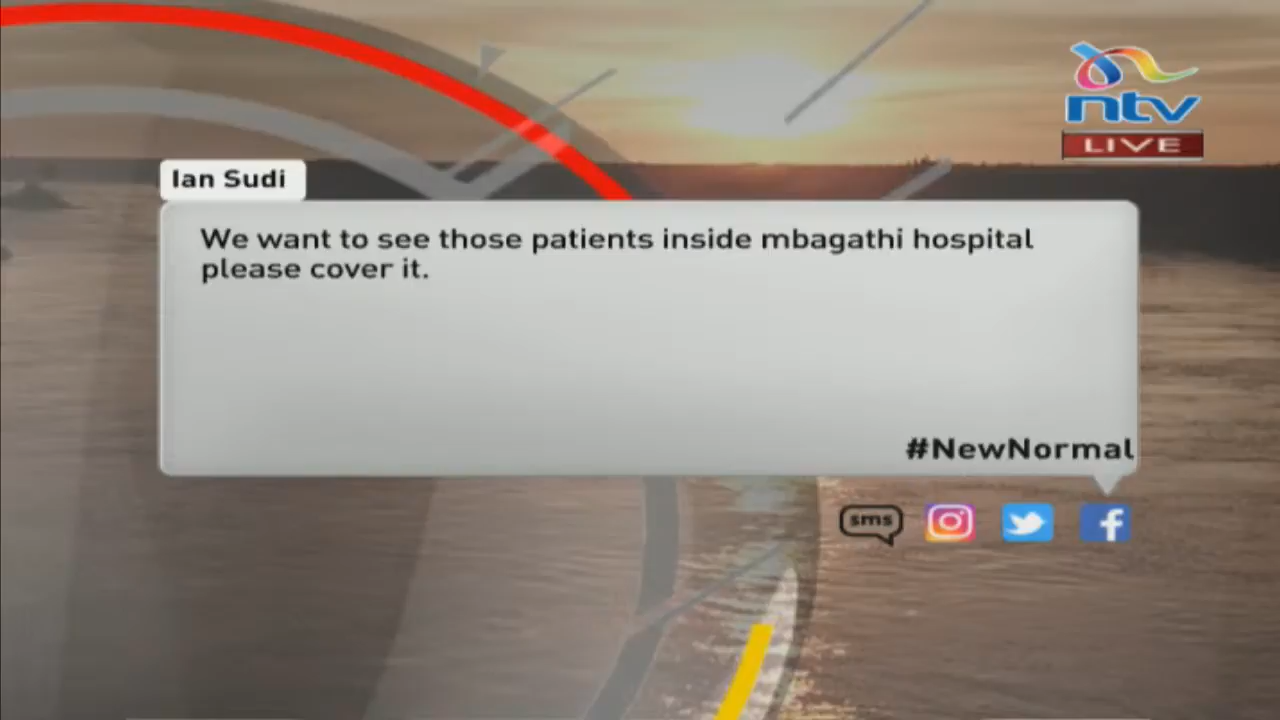 ntv
LIVE
Ian Sudi
We want to see those patients inside mbagathi hospital
please cover it.
#NewNormal
sms